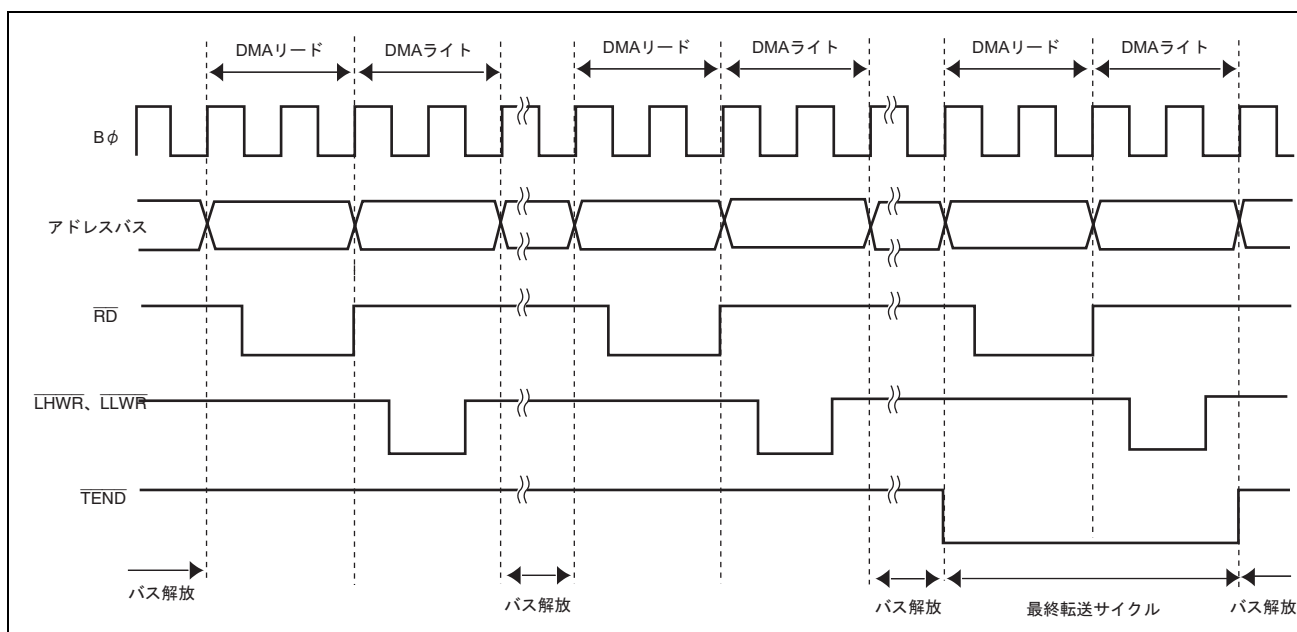 DMAリード DMAライト DMAリード DMAライト DMAリード DMAライト
Bφ
アドレスバス
RD
LHWR、LLWR
TEND
バス解放 バス解放 バス解放 最終転送サイクル バス解放